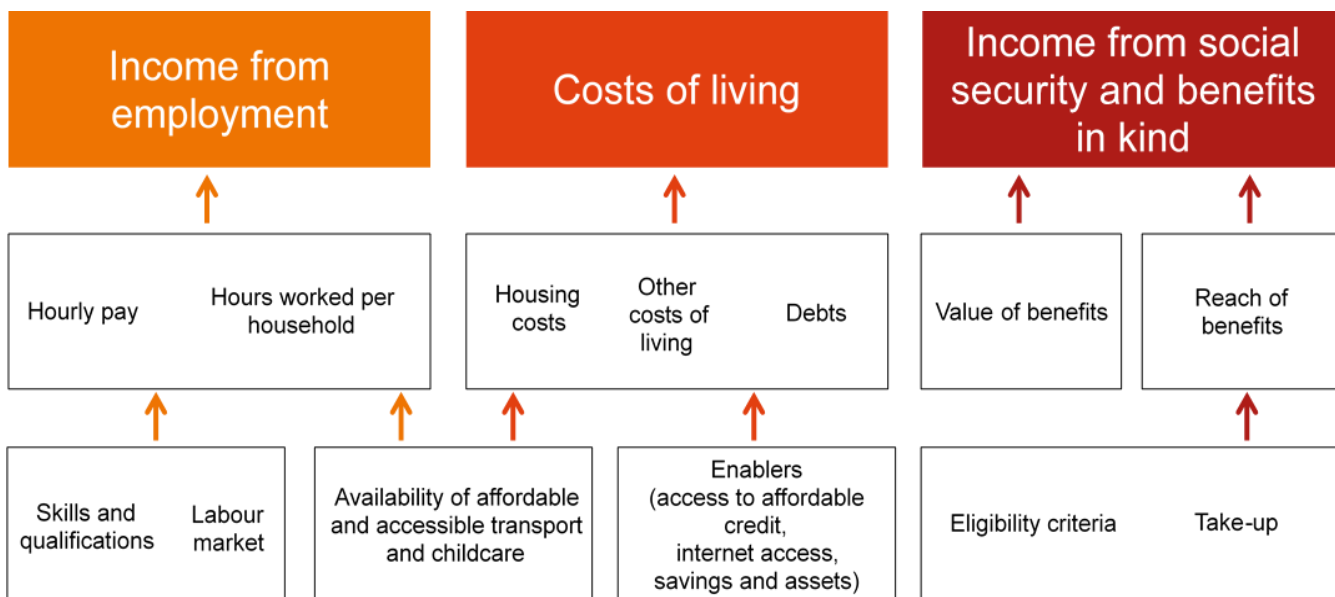 Income from
employment
Costs of living
Income from social
security and benefits
in kind
Hourly pay
Hours worked per
household
Housing
costs
Other
costs of
living
Debts
Value of benefits
Reach of
benefits
Skills and
qualifications
Labour
market
Availability of affordable
and accessible transport
and childcare
Enablers
(access to affordable
credit,
internet access,
savings and assets)
Eligibility criteria
Take-up